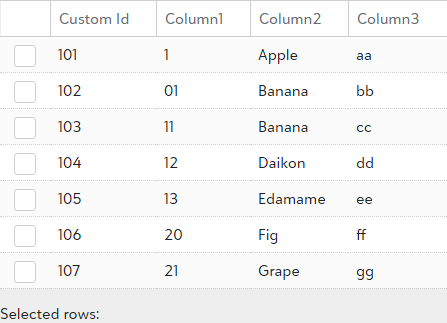 Custom Id Column1 Column2 Column3
101 1 Apple aa
102 01 Banana bb
103 11 Banana cc
104 12 Daikon dd
105 13 Edamame ee
106 20 Fig ff
107 21 Grape gg
Selected rows: